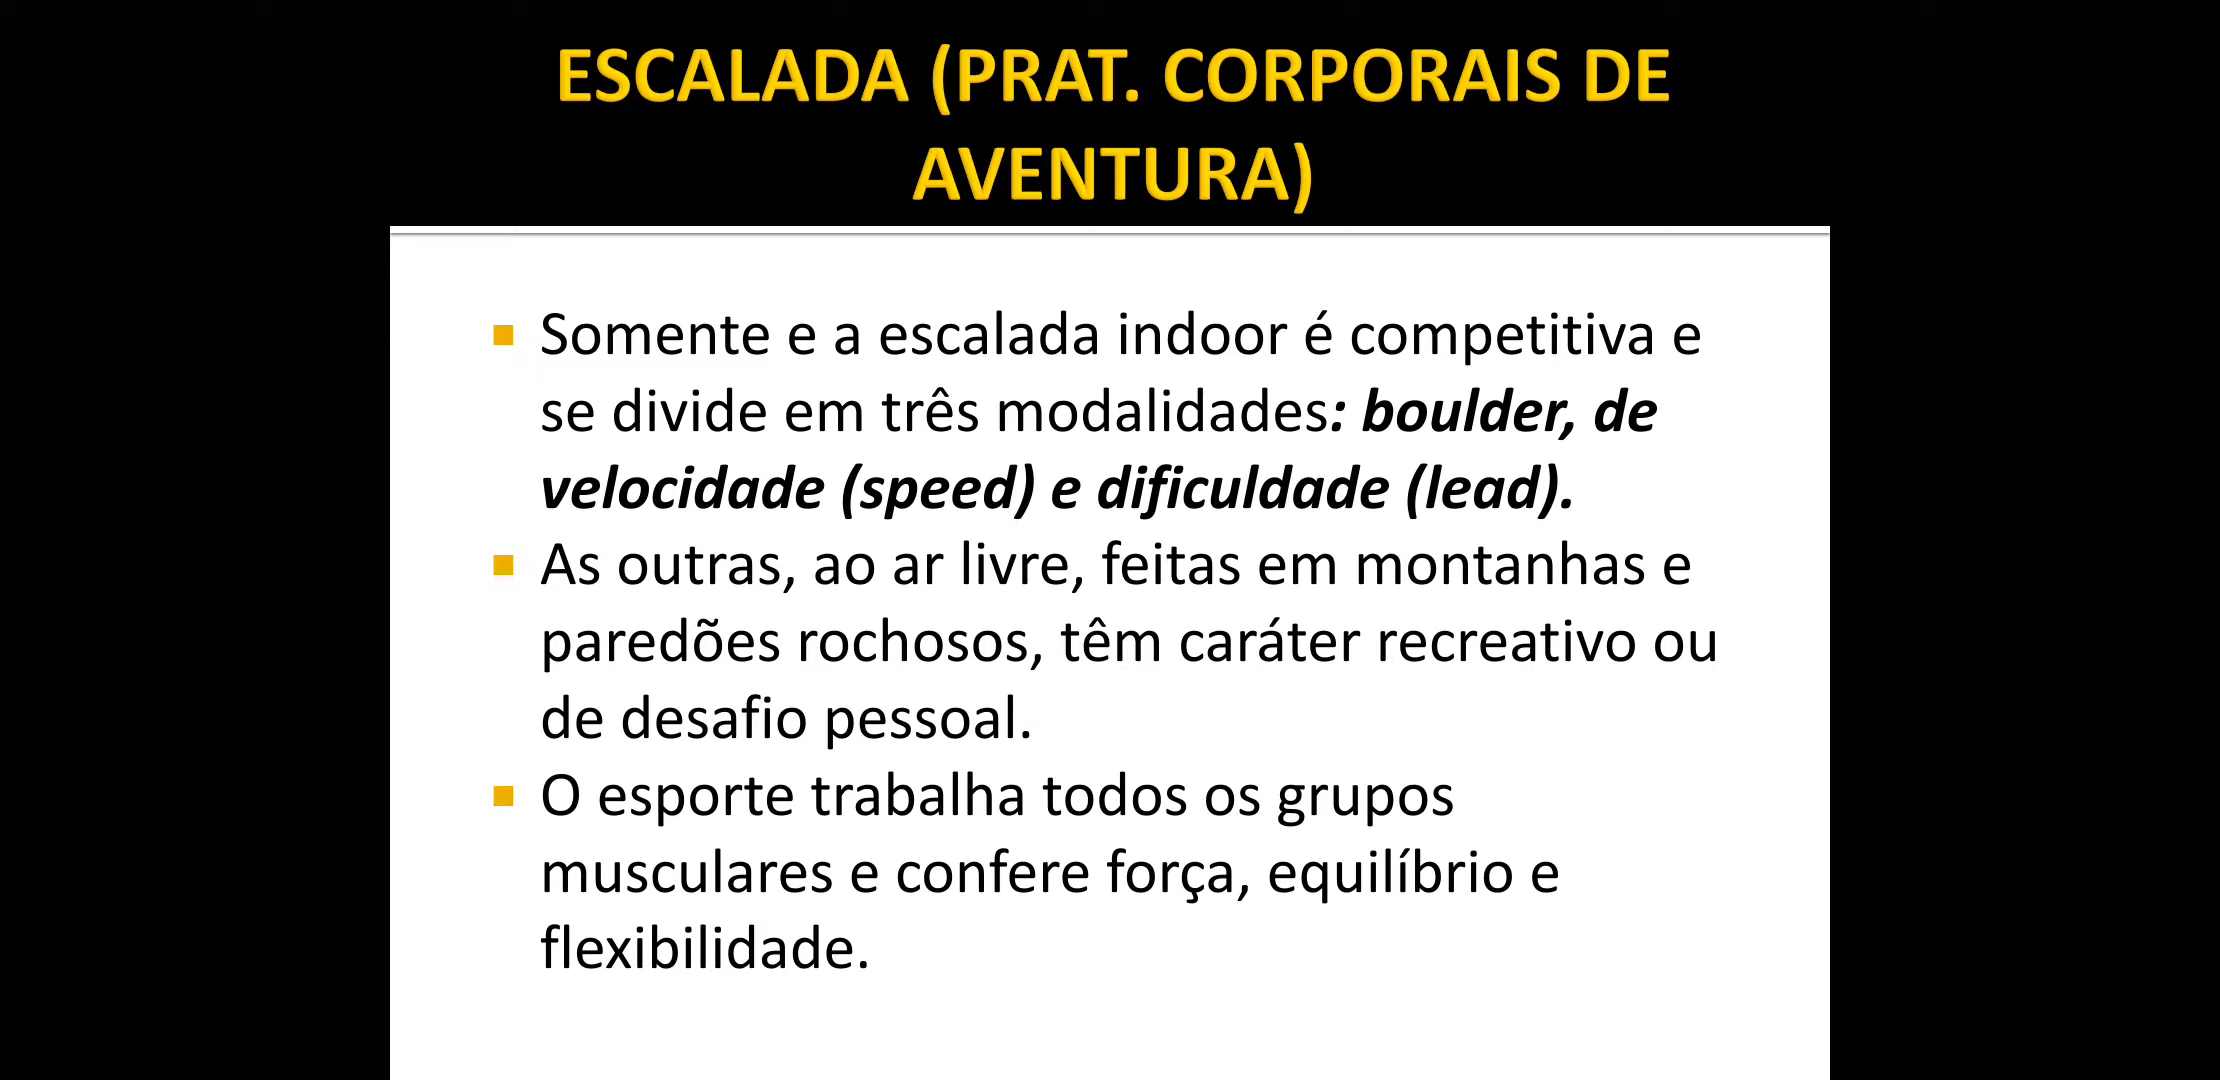 ESCALADA (PRAT. CORPORAIS DE
AVENTURA)
Somente e a escalada indoor é competitiva e
se divide em três modalidades: boulder, de
velocidade (speed) e dificuldade (lead).
As outras, ao ar livre, feitas em montanhas e
paredões rochosos, têm caráter recreativo ou
de desafio pessoal.
O esporte trabalha todos os grupos
musculares e confere força, equilíbrio e
flexibilidade.